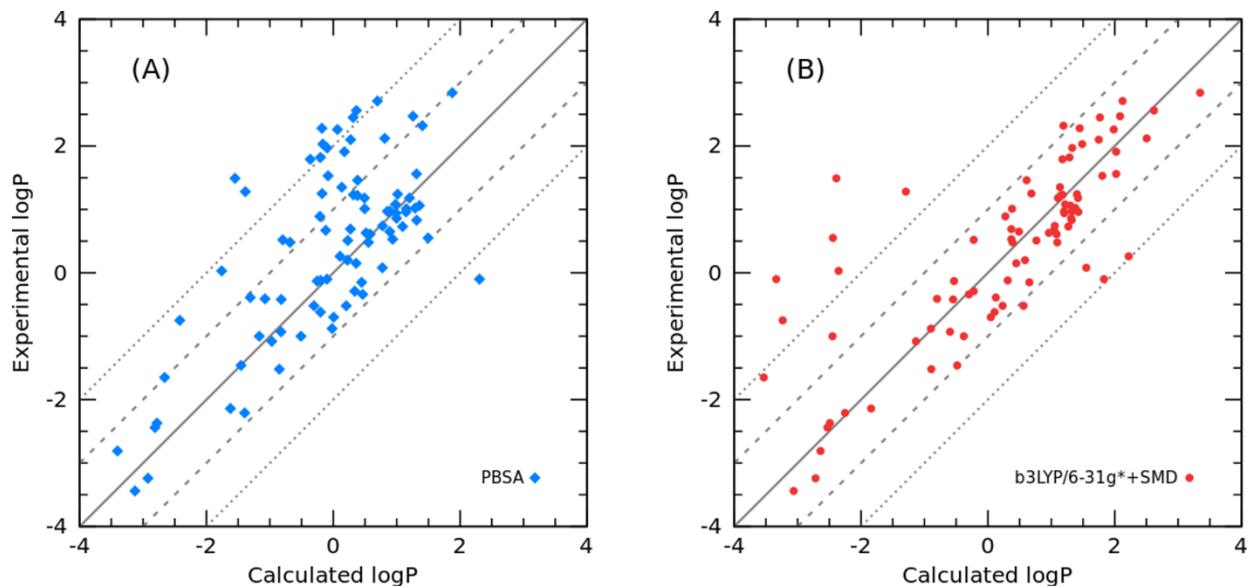 (A)
Experimental logP
4
2
0
-2
-4
-4 -2 0 2 4
Calculated logP
PBSA
(B)
Experimental logP
4
2
0
-2
-4
-4 -2 0 2 4
Calculated logP
b3LYP/6-31g*+SMD